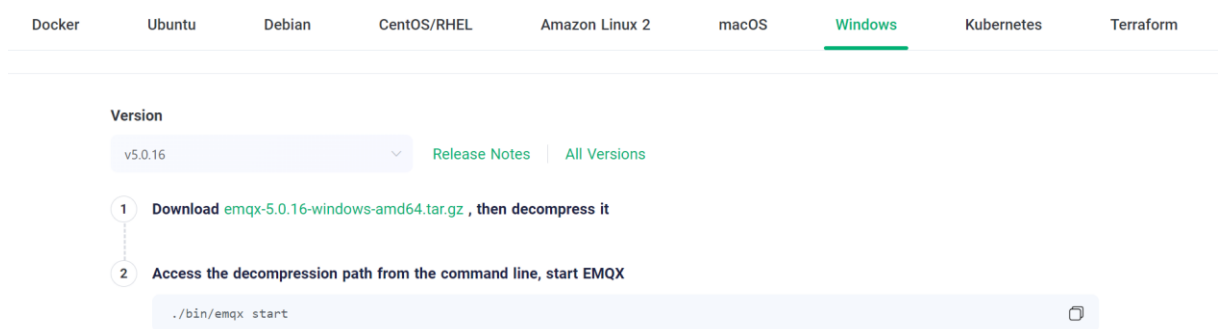 Docker Ubuntu Debian CentOS/RHEL Amazon Linux 2 macOS Windows Kubernetes Terraform
Version
v5.0.16 Release Notes All Versions
1 Download emqx-5.0.16-windows-amd64.tar.gz , then decompress it
2 Access the decompression path from the command line, start EMQX
./bin/emqx start